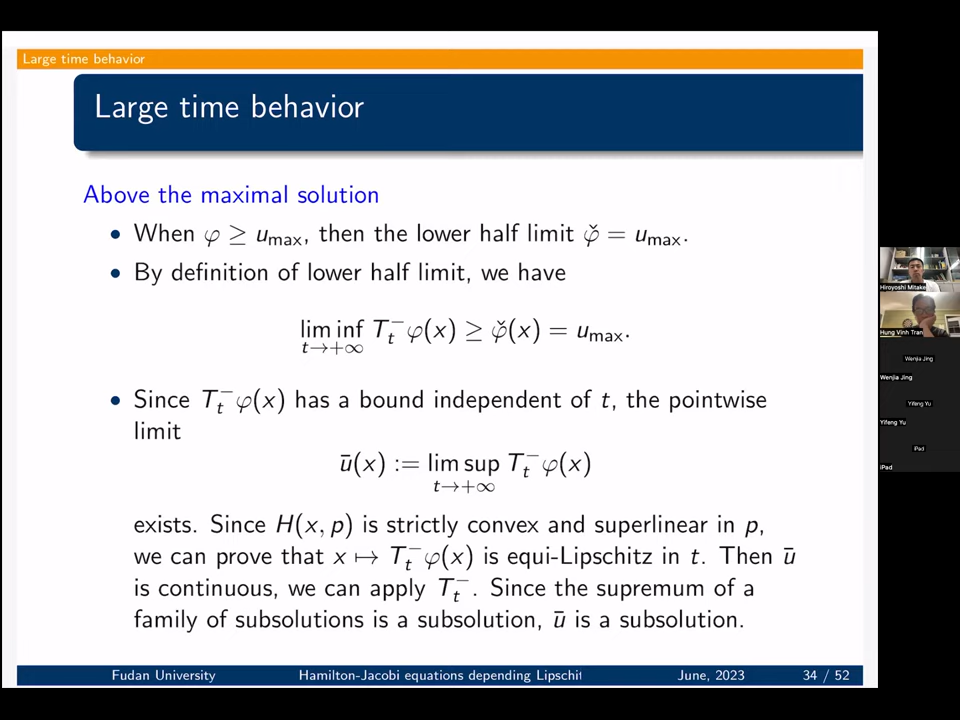 Large time behavior
Large time behavior
Above the maximal solution
• When φ ≥ u_max, then the lower half limit φ̌ = u_max.
• By definition of lower half limit, we have
lim inf_{t→+∞} T_t^− φ(x) ≥ φ̌(x) = u_max.
• Since T_t^− φ(x) has a bound independent of t, the pointwise
limit
ū(x) := lim sup_{t→+∞} T_t^− φ(x)
exists. Since H(x, p) is strictly convex and superlinear in p,
we can prove that x ↦ T_t^− φ(x) is equi-Lipschitz in t. Then ū
is continuous, we can apply T_t^−. Since the supremum of a
family of subsolutions is a subsolution, ū is a subsolution.
Fudan University Hamilton-Jacobi equations depending Lipschit June, 2023 34 / 52
Hiroyoshi Mitake
Hung Vinh Tran
Wenjia Jing
Wenjia Jing
Yifeng Yu
Yifeng Yu
iPad
iPad